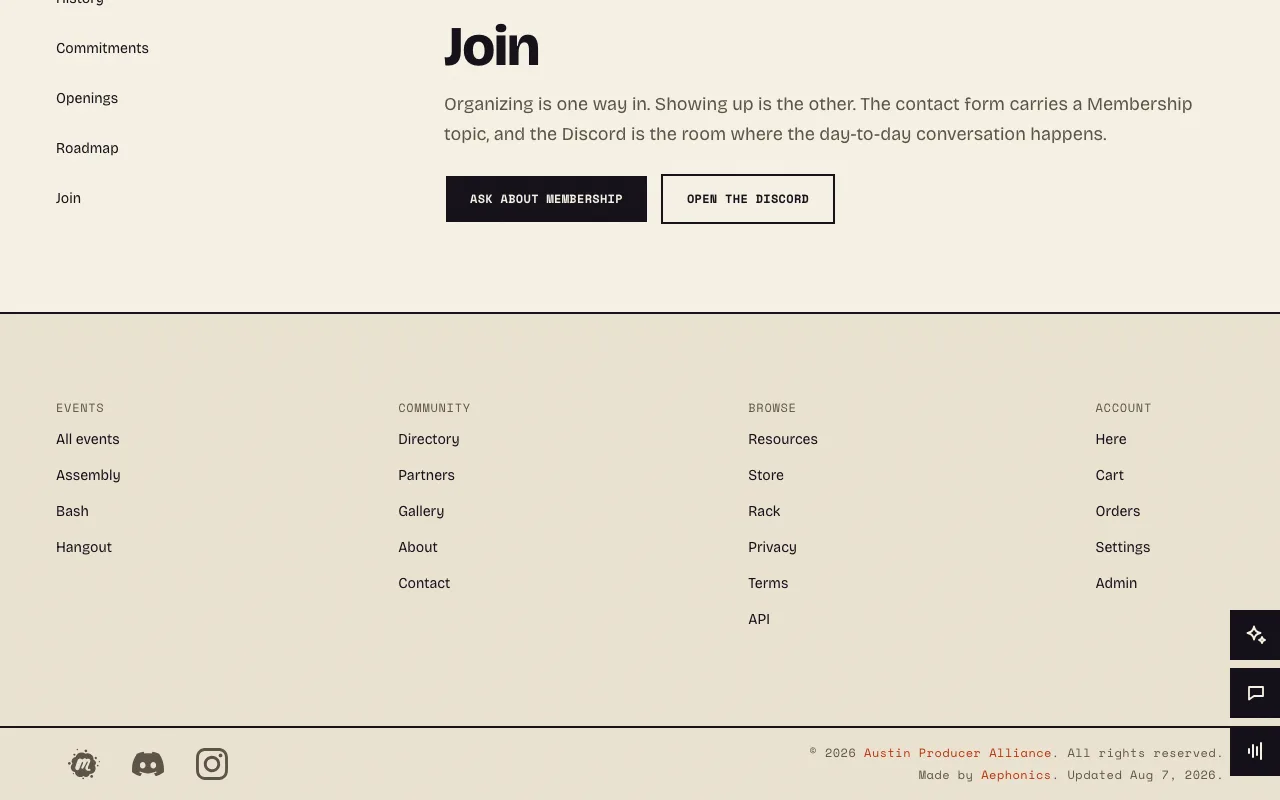 History
Commitments
Openings
Roadmap
Join
Join
Organizing is one way in. Showing up is the other. The contact form carries a Membership
topic, and the Discord is the room where the day-to-day conversation happens.
ASK ABOUT MEMBERSHIP
OPEN THE DISCORD
EVENTS
All events
Assembly
Bash
Hangout
COMMUNITY
Directory
Partners
Gallery
About
Contact
BROWSE
Resources
Store
Rack
Privacy
Terms
API
ACCOUNT
Here
Cart
Orders
Settings
Admin
© 2026 Austin Producer Alliance. All rights reserved.
Made by Aephonics. Updated Aug 7, 2026.